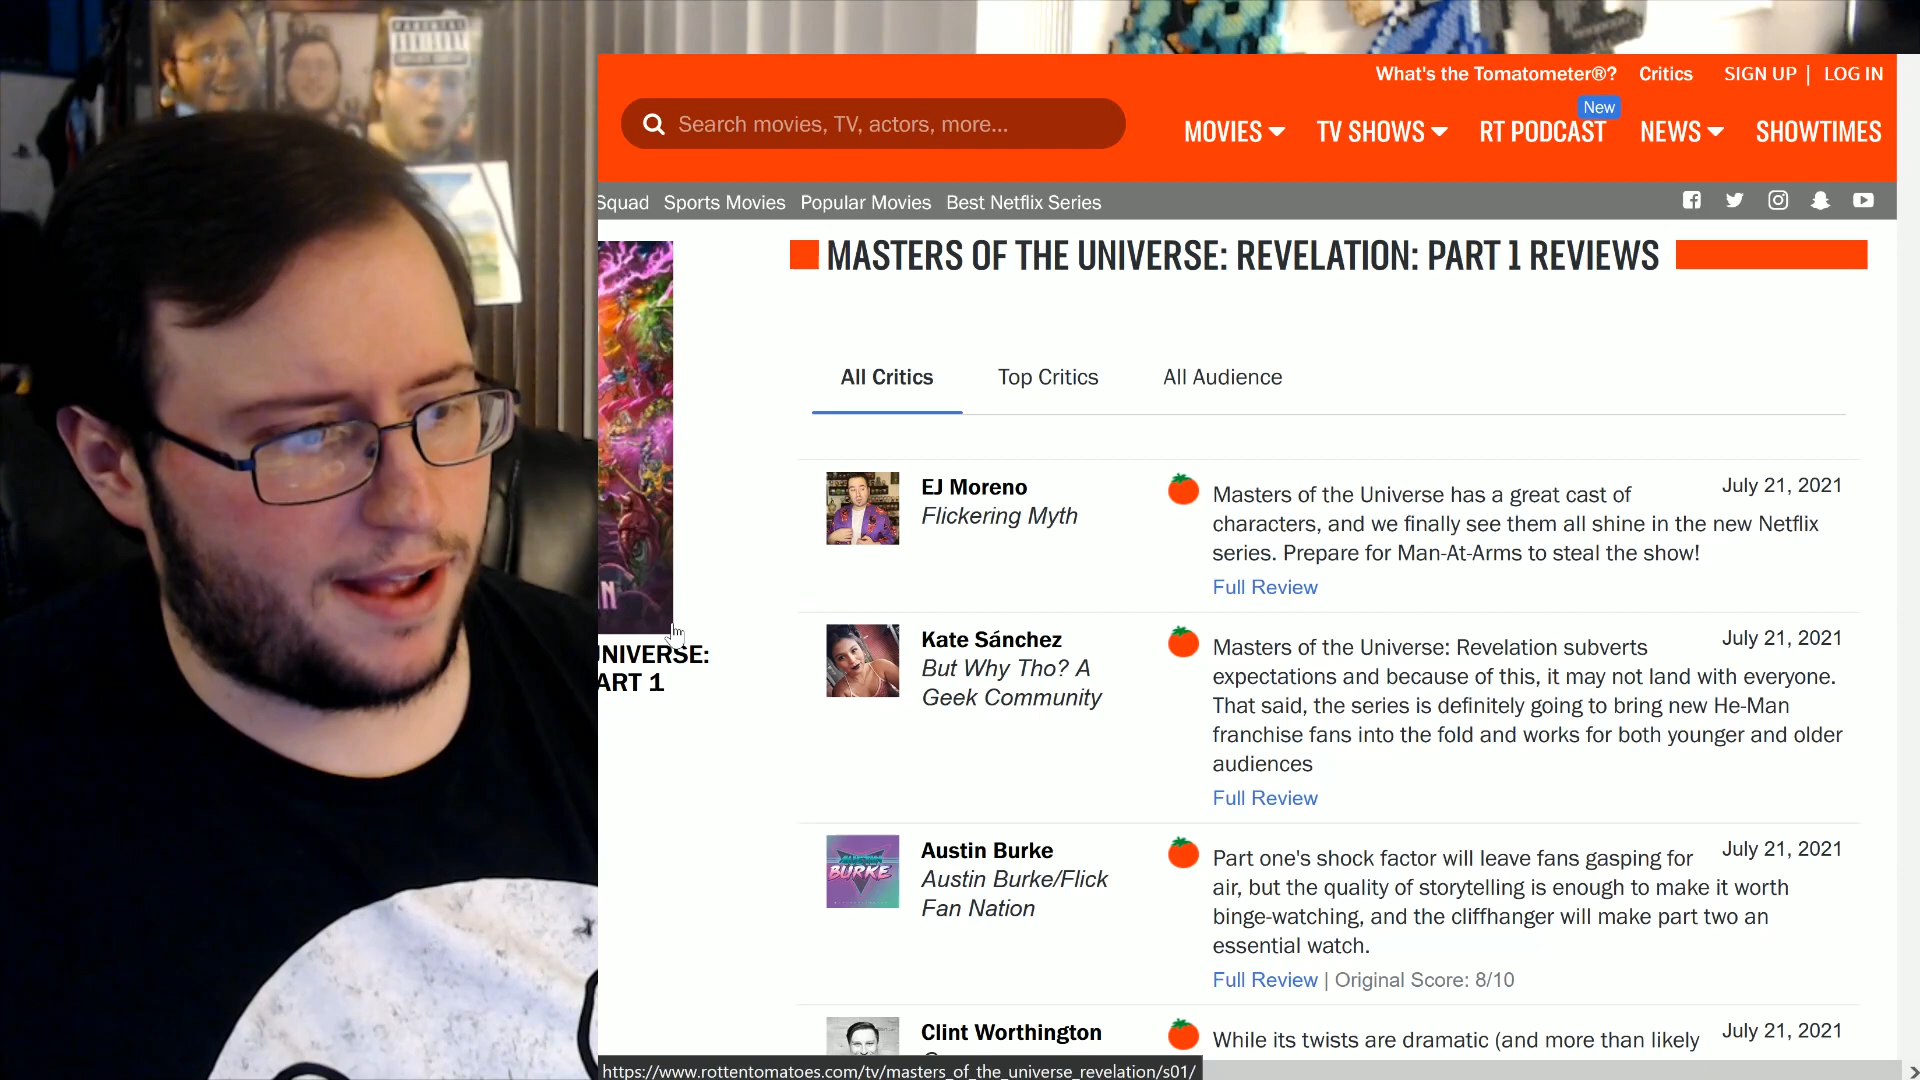 PARENTAL
ADVISORY
What's the Tomatometer®? Critics SIGN UP | LOG IN
Search movies, TV, actors, more...
New
MOVIES TV SHOWS RT PODCAST NEWS SHOWTIMES
Squad Sports Movies Popular Movies Best Netflix Series
MASTERS OF THE UNIVERSE: REVELATION: PART 1 REVIEWS
All Critics Top Critics All Audience
NIVERSE:
ART 1
EJ Moreno
Flickering Myth
Masters of the Universe has a great cast of
characters, and we finally see them all shine in the new Netflix
series. Prepare for Man-At-Arms to steal the show!
Full Review
July 21, 2021
Kate Sánchez
But Why Tho? A
Geek Community
Masters of the Universe: Revelation subverts
expectations and because of this, it may not land with everyone.
That said, the series is definitely going to bring new He-Man
franchise fans into the fold and works for both younger and older
audiences
Full Review
July 21, 2021
AUSTIN
BURKE
Austin Burke
Austin Burke/Flick
Fan Nation
Part one's shock factor will leave fans gasping for
air, but the quality of storytelling is enough to make it worth
binge-watching, and the cliffhanger will make part two an
essential watch.
Full Review | Original Score: 8/10
July 21, 2021
Clint Worthington
While its twists are dramatic (and more than likely
July 21, 2021
https://www.rottentomatoes.com/tv/masters_of_the_universe_revelation/s01/